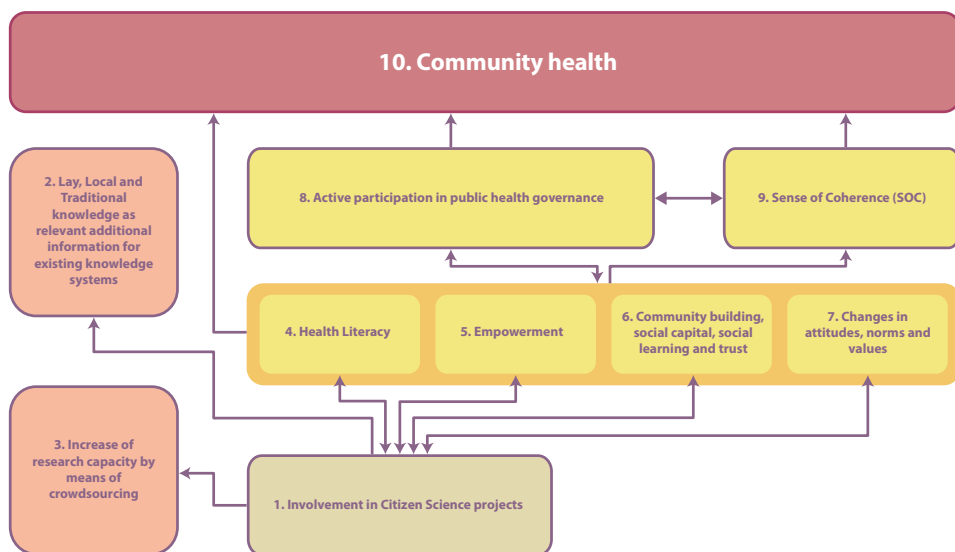 10. Community health
2. Lay, Local and
Traditional
knowledge as
relevant additional
information for
existing knowledge
systems
8. Active participation in public health governance
9. Sense of Coherence (SOC)
4. Health Literacy
5. Empowerment
6. Community building,
social capital, social
learning and trust
7. Changes in
attitudes, norms and
values
3. Increase of
research capacity by
means of
crowdsourcing
1. Involvement in Citizen Science projects